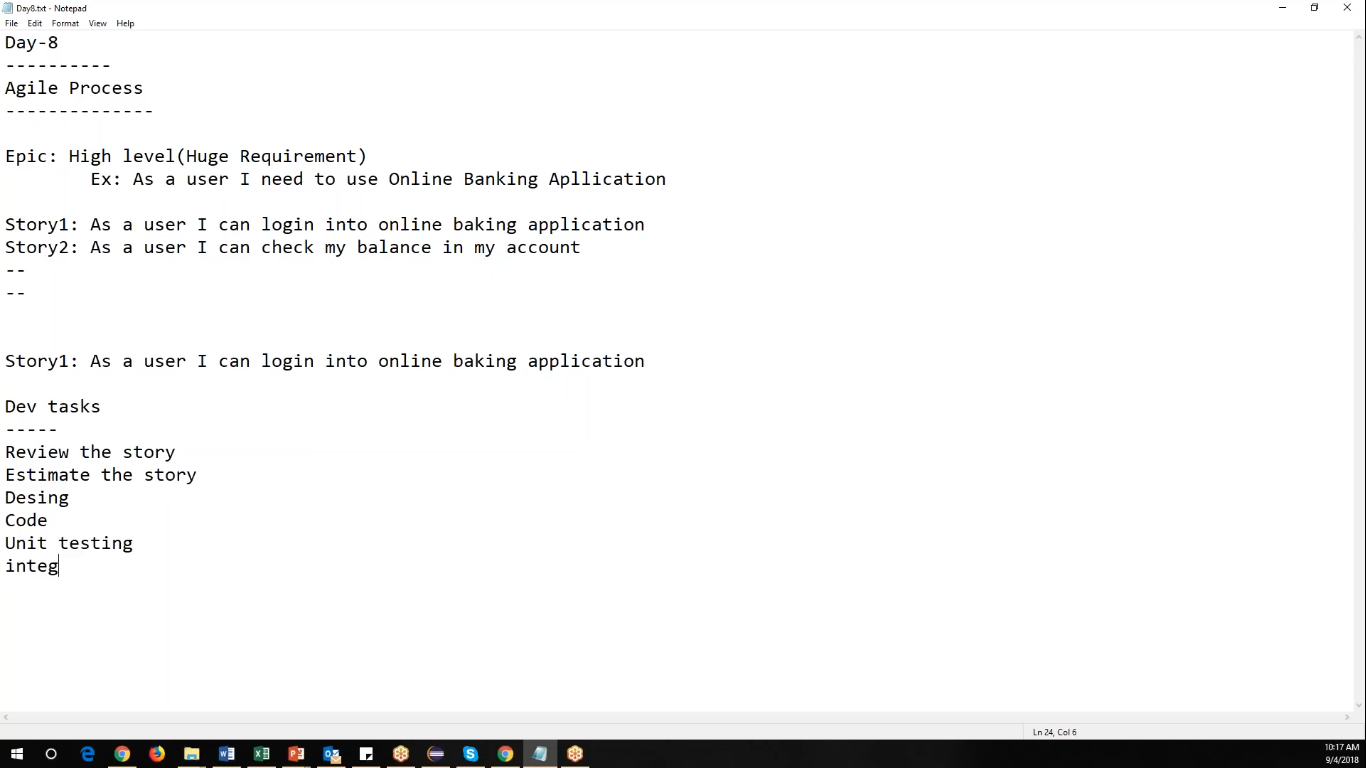 Day8.txt - Notepad
File Edit Format View Help
Day-8
----------
Agile Process
--------------
Epic: High level(Huge Requirement)
Ex: As a user I need to use Online Banking Apllication
Story1: As a user I can login into online baking application
Story2: As a user I can check my balance in my account
--
--
Story1: As a user I can login into online baking application
Dev tasks
-----
Review the story
Estimate the story
Desing
Code
Unit testing
integ
Ln 24, Col 6
10:17 AM
9/4/2018